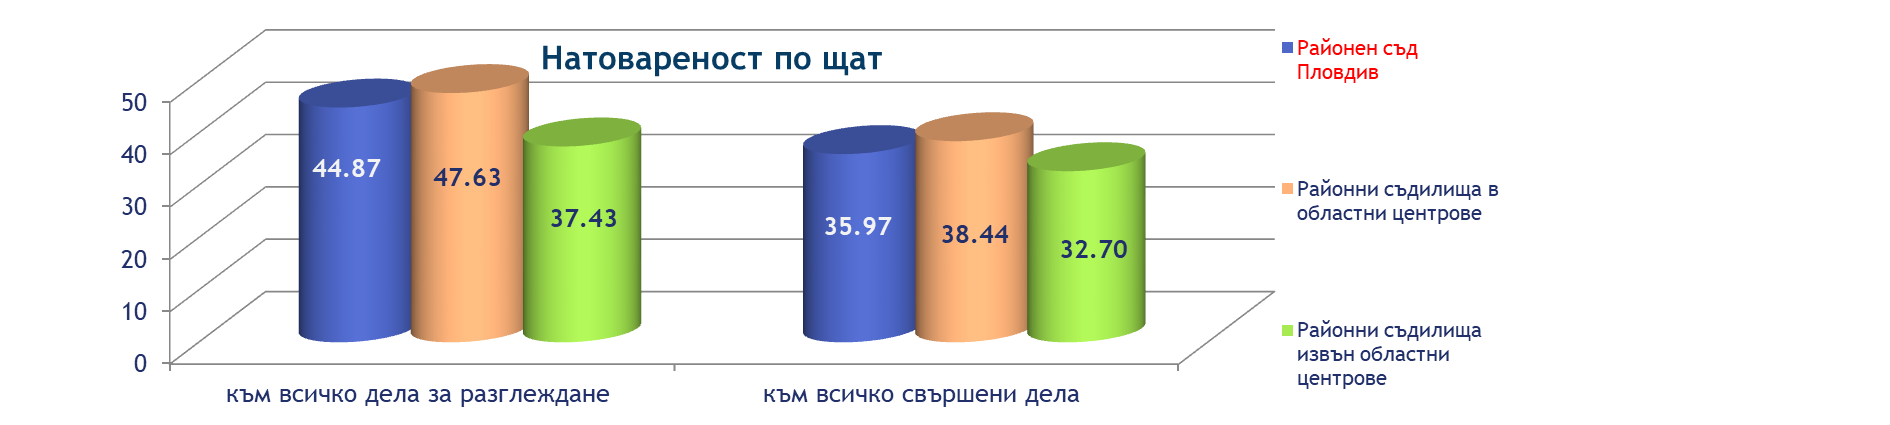 Натовареност по щат
50
40
30
20
10
0
44.87
47.63
37.43
35.97
38.44
32.70
към всичко дела за разглеждане
към всичко свършени дела
Районен съд
Пловдив
Районни съдилища в
областни центрове
Районни съдилища
извън областни
центрове